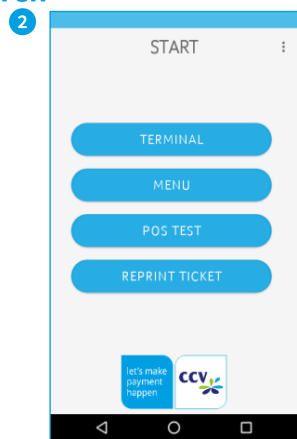 2
START
TERMINAL
MENU
POS TEST
REPRINT TICKET
let's make
payment
happen
CCV